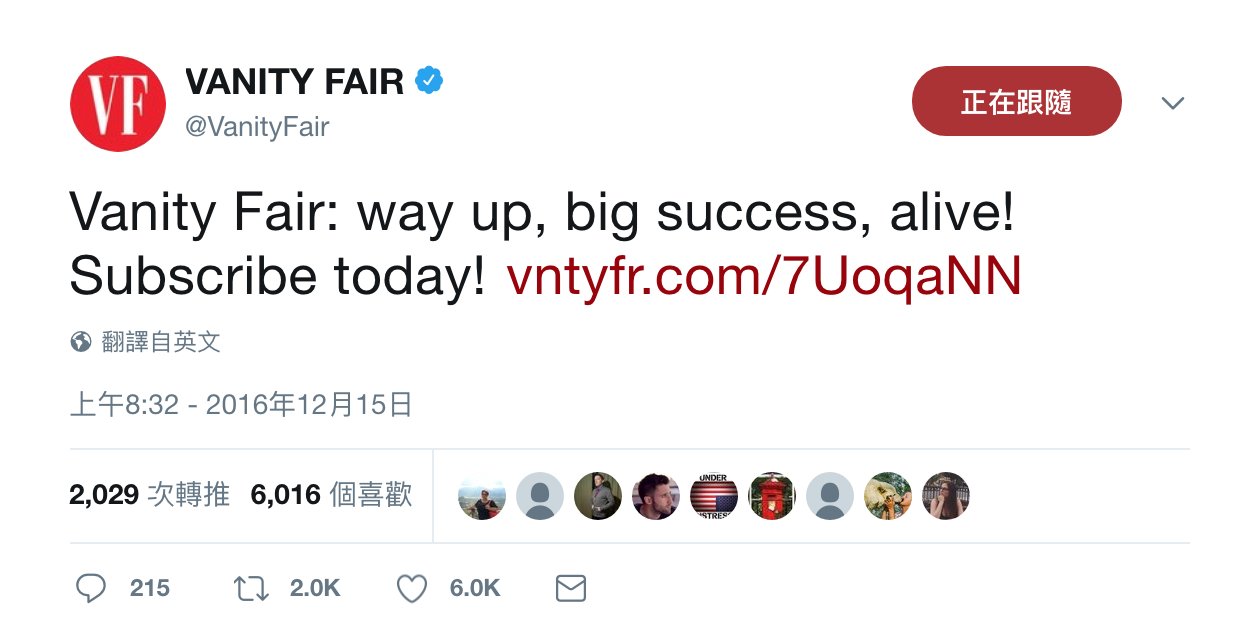 VF
VANITY FAIR
@VanityFair
正在跟隨
Vanity Fair: way up, big success, alive!
Subscribe today! vntyfr.com/7UoqaNN
翻譯自英文
上午8:32 - 2016年12月15日
2,029 次轉推 6,016 個喜歡
UNDER
215 2.0K 6.0K